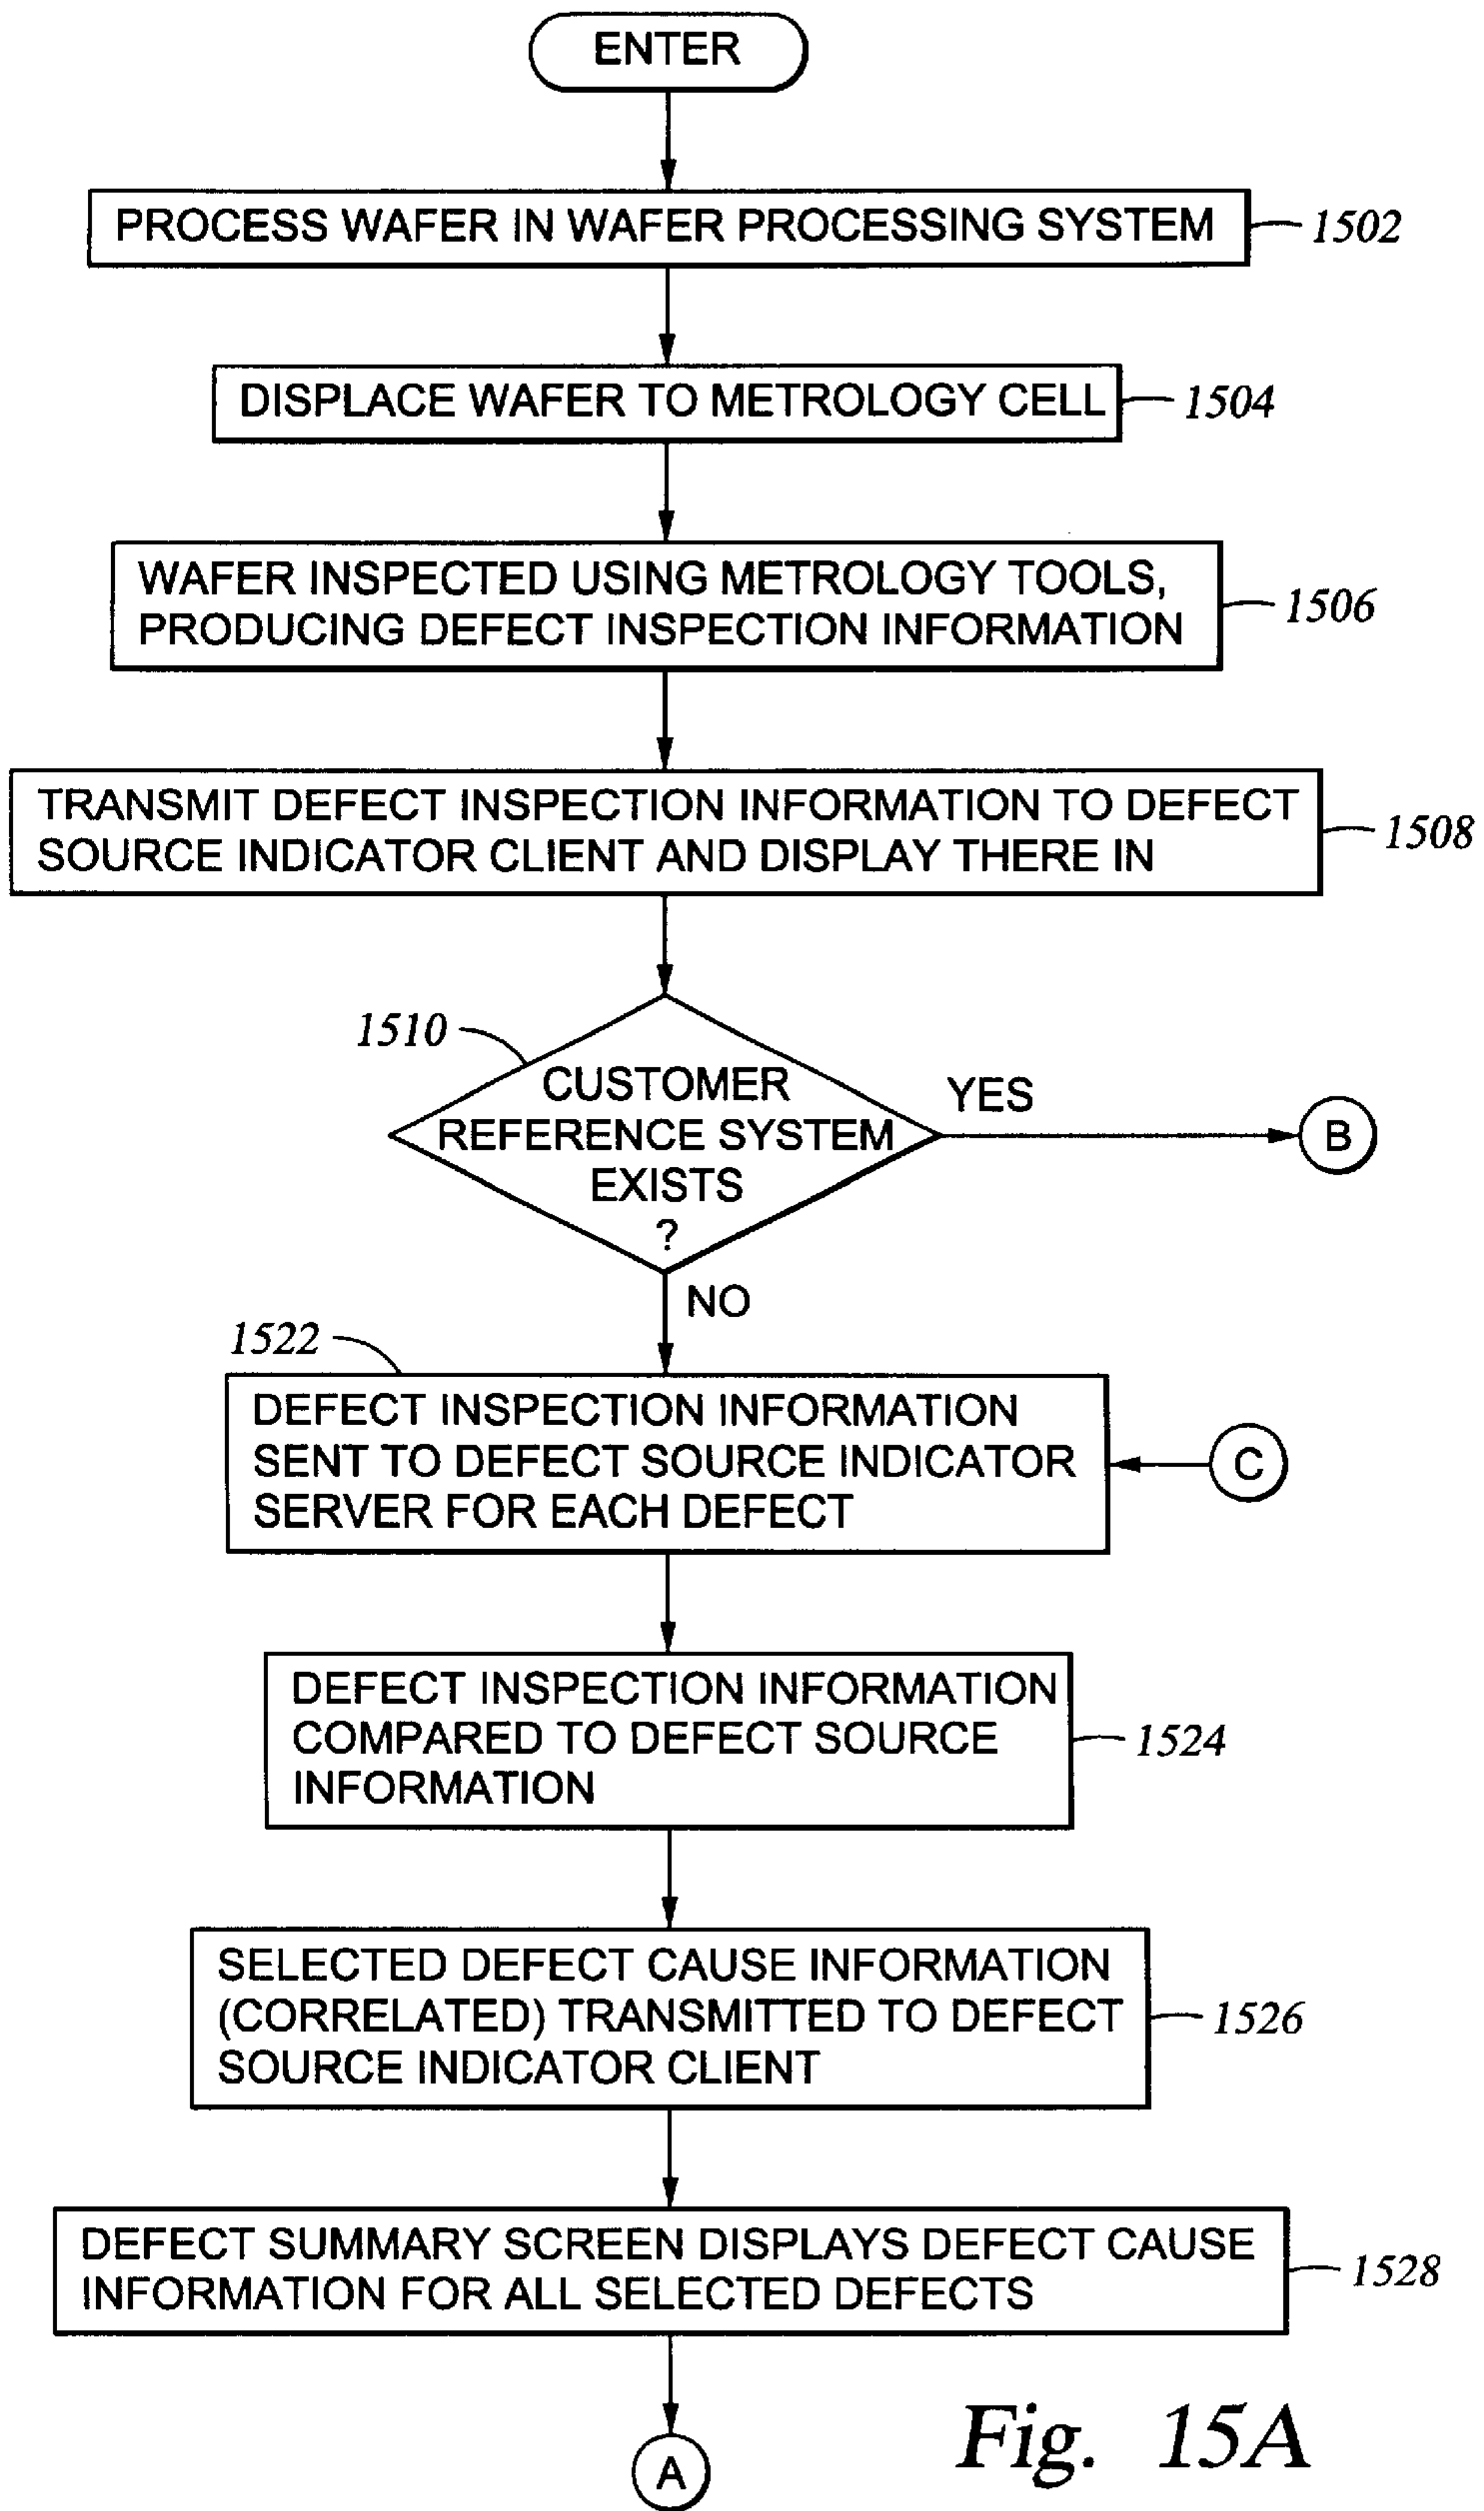 ENTER
PROCESS WAFER IN WAFER PROCESSING SYSTEM
1502
DISPLACE WAFER TO METROLOGY CELL
1504
WAFER INSPECTED USING METROLOGY TOOLS,
PRODUCING DEFECT INSPECTION INFORMATION
1506
TRANSMIT DEFECT INSPECTION INFORMATION TO DEFECT
SOURCE INDICATOR CLIENT AND DISPLAY THERE IN
1508
1510
CUSTOMER
REFERENCE SYSTEM
EXISTS
?
YES
B
NO
1522
DEFECT INSPECTION INFORMATION
SENT TO DEFECT SOURCE INDICATOR
SERVER FOR EACH DEFECT
C
DEFECT INSPECTION INFORMATION
COMPARED TO DEFECT SOURCE
INFORMATION
1524
SELECTED DEFECT CAUSE INFORMATION
(CORRELATED) TRANSMITTED TO DEFECT
SOURCE INDICATOR CLIENT
1526
DEFECT SUMMARY SCREEN DISPLAYS DEFECT CAUSE
INFORMATION FOR ALL SELECTED DEFECTS
1528
A
Fig. 15A